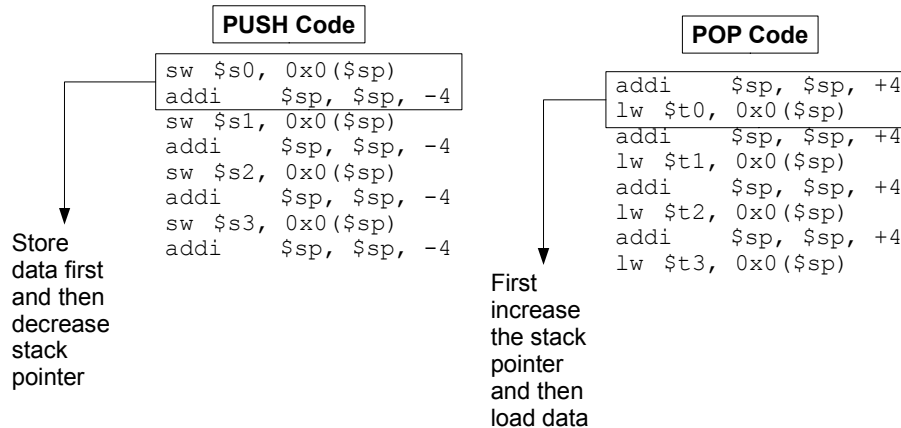 PUSH Code
sw $s0, 0x0($sp)
addi $sp, $sp, -4
sw $s1, 0x0($sp)
addi $sp, $sp, -4
sw $s2, 0x0($sp)
addi $sp, $sp, -4
sw $s3, 0x0($sp)
addi $sp, $sp, -4
Store
data first
and then
decrease
stack
pointer
POP Code
addi $sp, $sp, +4
lw $t0, 0x0($sp)
addi $sp, $sp, +4
lw $t1, 0x0($sp)
addi $sp, $sp, +4
lw $t2, 0x0($sp)
addi $sp, $sp, +4
lw $t3, 0x0($sp)
First
increase
the stack
pointer
and then
load data